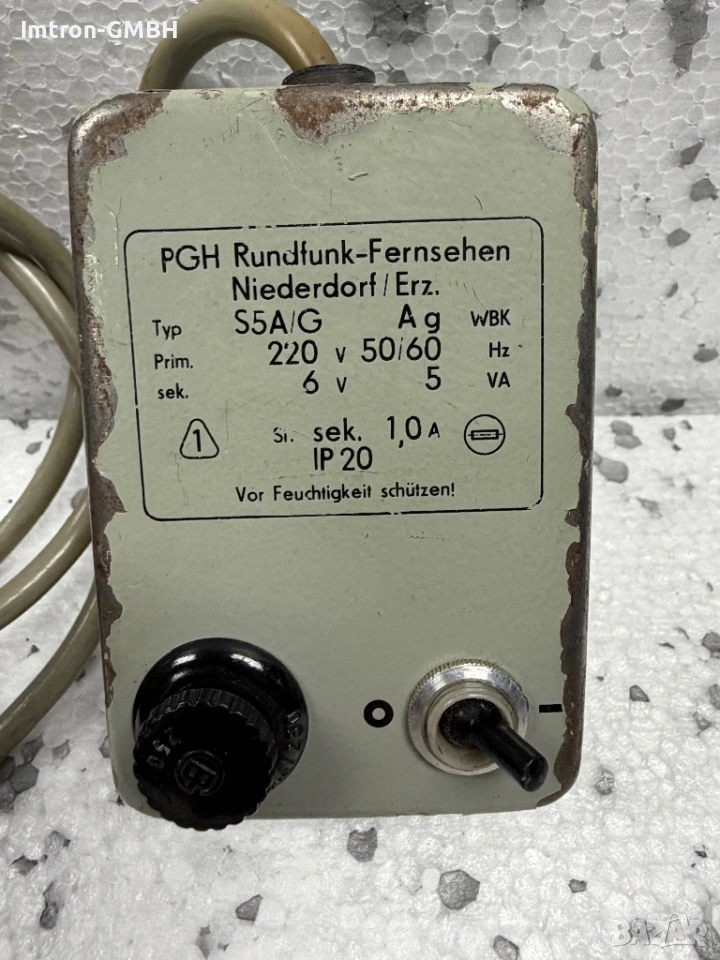 Imtron-GMBH
PGH Rundfunk-Fernsehen
Niederdorf/Erz.
Typ S5A/G Ag WBK
Prim. 220 V 50/60 Hz
sek. 6 V 5 VA
1 Si. sek. 1,0 A
IP 20
Vor Feuchtigkeit schützen!
O
BAZAR